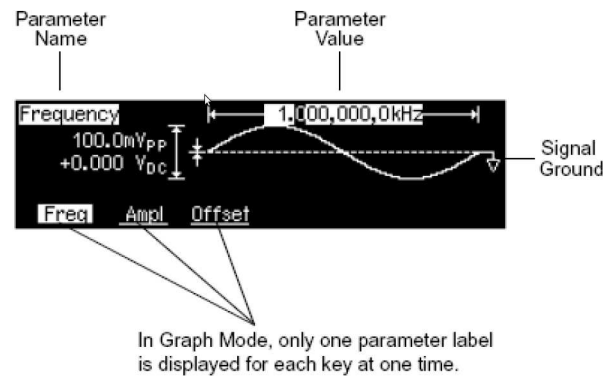 Parameter
Name
Parameter
Value
Frequency
1.000,000,0kHz
100.0mVPP
+0.000 VDC
Signal
Ground
Freq Ampl Offset
In Graph Mode, only one parameter label
is displayed for each key at one time.